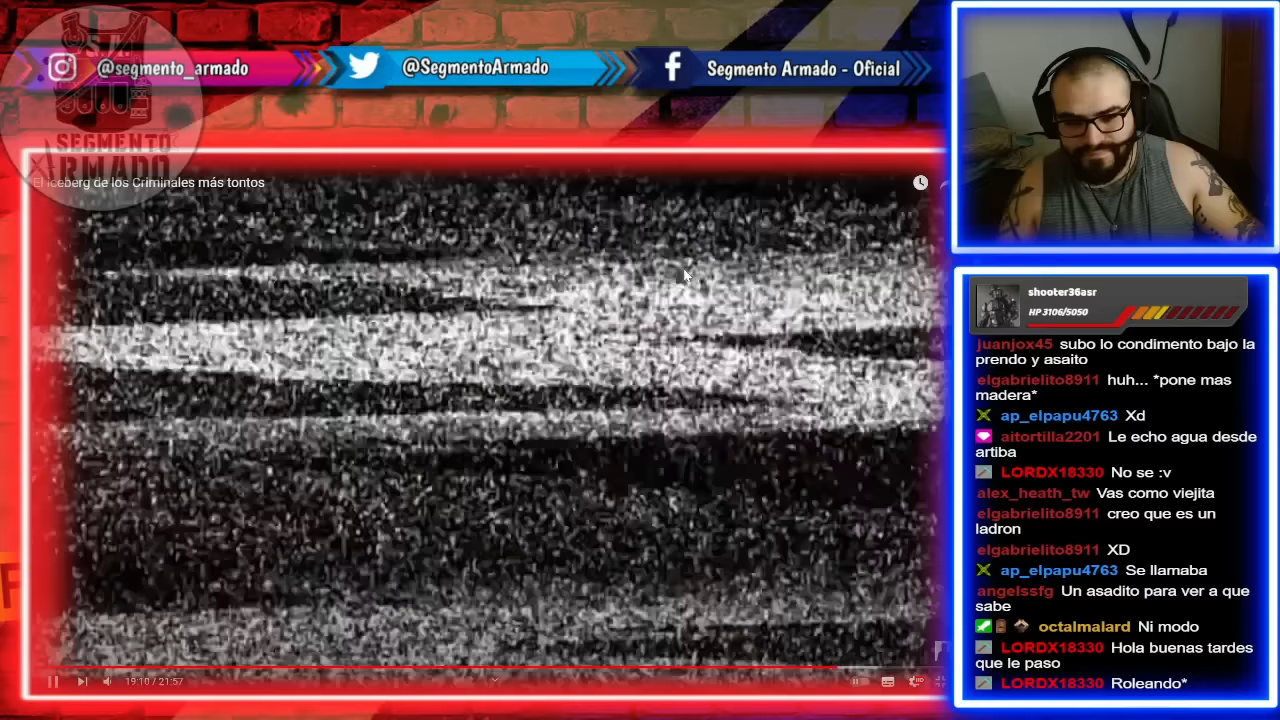 S.A.
SEGMENTO
ARMADO
@segmento_armado
@SegmentoArmado
Segmento Armado - Oficial
El iceberg de los Criminales más tontos
19:10 / 21:57
HD
shooter36asr
HP 3106/5050
juanjox45 subo lo condimento bajo la
prendo y asaito
elgabrielito8911 huh... *pone mas
madera*
ap_elpapu4763 Xd
aitortilla2201 Le echo agua desde
artiba
LORDX18330 No se :v
alex_heath_tw Vas como viejita
elgabrielito8911 creo que es un
ladron
elgabrielito8911 XD
ap_elpapu4763 Se llamaba
angelssfg Un asadito para ver a que
sabe
octalmalard Ni modo
LORDX18330 Hola buenas tardes
que le paso
LORDX18330 Roleando*